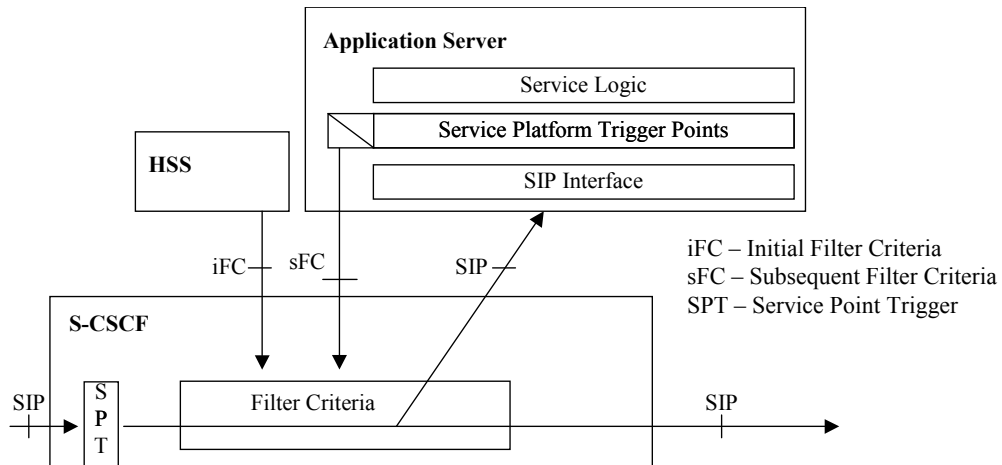 Application Server
Service Logic
Service Platform Trigger Points
HSS
SIP Interface
iFC
sFC
SIP
iFC – Initial Filter Criteria
sFC – Subsequent Filter Criteria
SPT – Service Point Trigger
S-CSCF
SIP
S
P
T
Filter Criteria
SIP